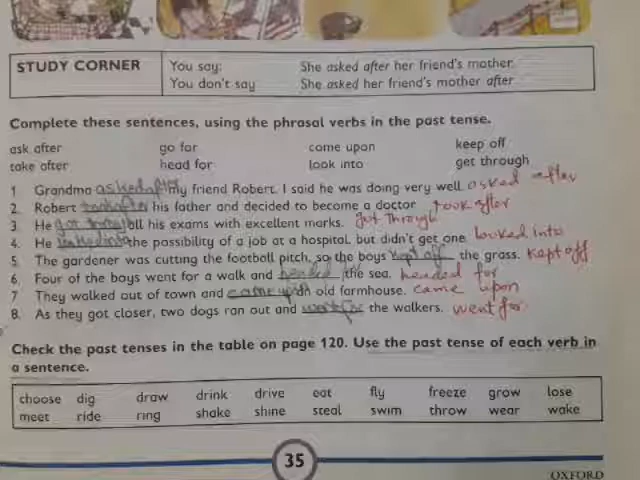 STUDY CORNER
You say: She asked after her friend's mother.
You don't say She asked her friend's mother after
Complete these sentences, using the phrasal verbs in the past tense.
ask after go for come upon keep off
take after head for look into get through
1 Grandma asked after my friend Robert. I said he was doing very well asked after
2. Robert took after his father and decided to become a doctor took after
3. He got through all his exams with excellent marks. got through
4. He looked into the possibility of a job at a hospital but didn't get one looked into
5 The gardener was cutting the football pitch, so the boys kept off the grass. kept off
6. Four of the boys went for a walk and headed the sea. headed for
7 They walked out of town and came upon an old farmhouse. came upon
8. As they got closer, two dogs ran out and went for the walkers. went for
Check the past tenses in the table on page 120. Use the past tense of each verb in
a sentence.
choose dig draw drink drive eat fly freeze grow lose
meet ride ring shake shine steal swim throw wear wake
35
OXFORD